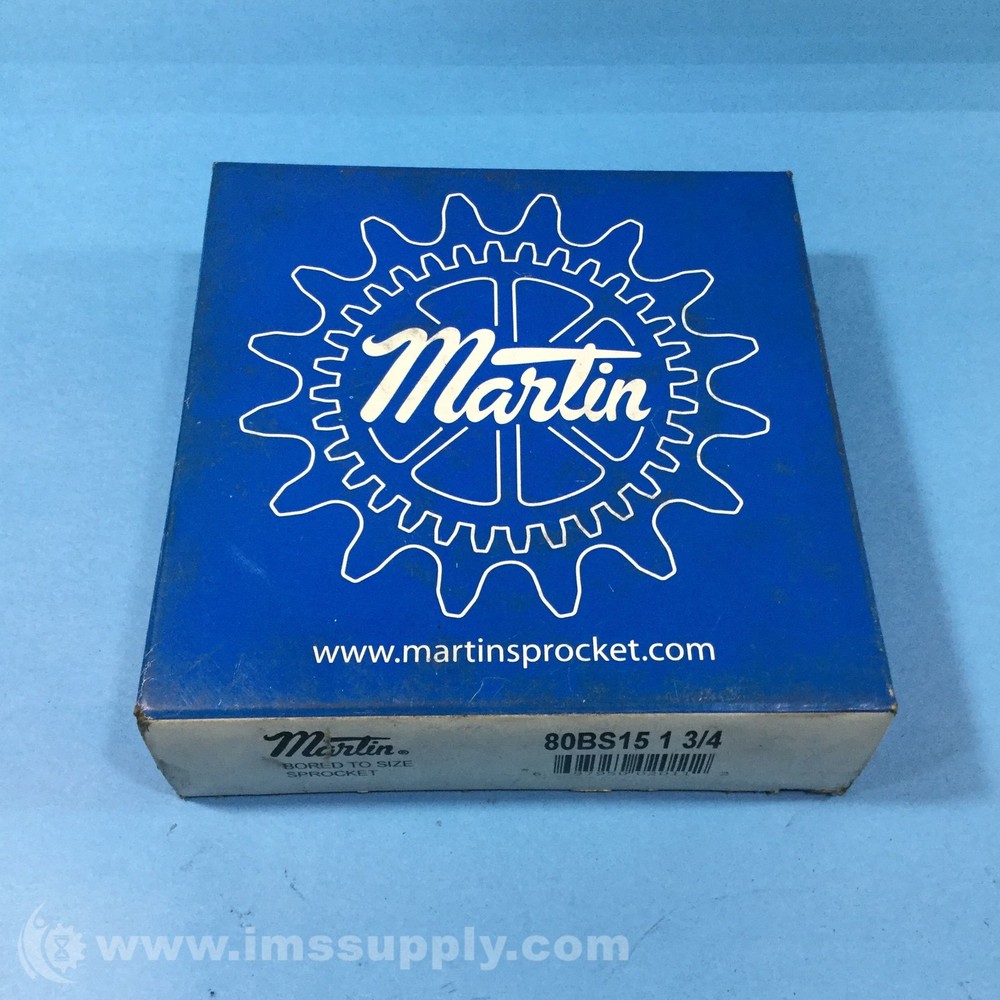 Martin
www.martinsprocket.com
Martin®
BORED TO SIZE
SPROCKET
80BS15 1 3/4
www.imssupply.com